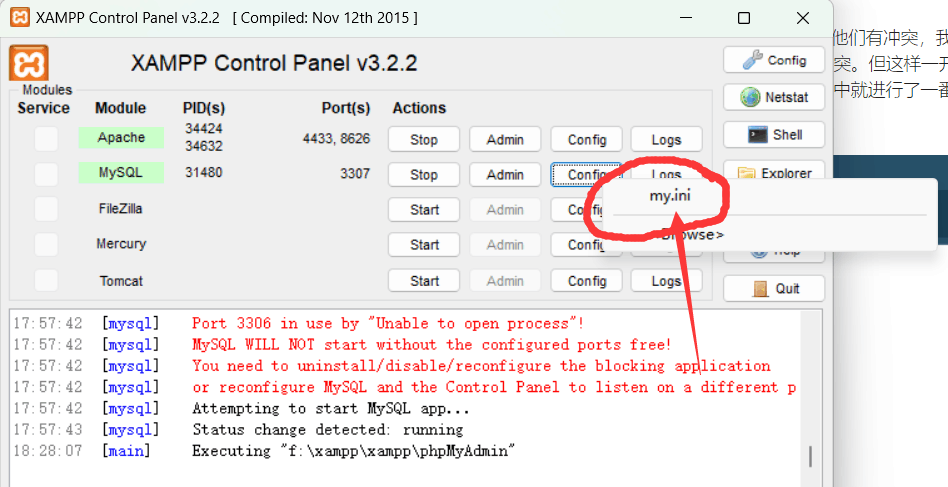 XAMPP Control Panel v3.2.2 [ Compiled: Nov 12th 2015 ]
他们有冲突，我
XAMPP Control Panel v3.2.2
Config
突。但这样一开
Modules
中就进行了一番
Service Module PID(s) Port(s) Actions
Netstat
Apache 34424 34632 4433, 8626 Stop Admin Config Logs
Shell
MySQL 31480 3307 Stop Admin Config Logs
Explorer
my.ini
FileZilla Start Admin
Browse>
Mercury Start Admin
Help
Tomcat Start Admin Config Logs
Quit
17:57:42 [mysql] Port 3306 in use by "Unable to open process"!
17:57:42 [mysql] MySQL WILL NOT start without the configured ports free!
17:57:42 [mysql] You need to uninstall/disable/reconfigure the blocking application
17:57:42 [mysql] or reconfigure MySQL and the Control Panel to listen on a different p
17:57:42 [mysql] Attempting to start MySQL app...
17:57:43 [mysql] Status change detected: running
18:28:07 [main] Executing "f:\xampp\xampp\phpMyAdmin"